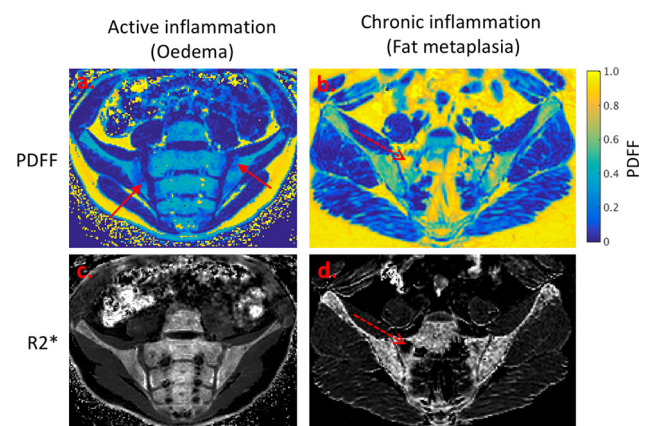 Active inflammation
(Oedema)
Chronic inflammation
(Fat metaplasia)
a.
b.
PDFF
1.0
0.8
0.6
0.4
0.2
0
PDFF
c.
d.
R2*